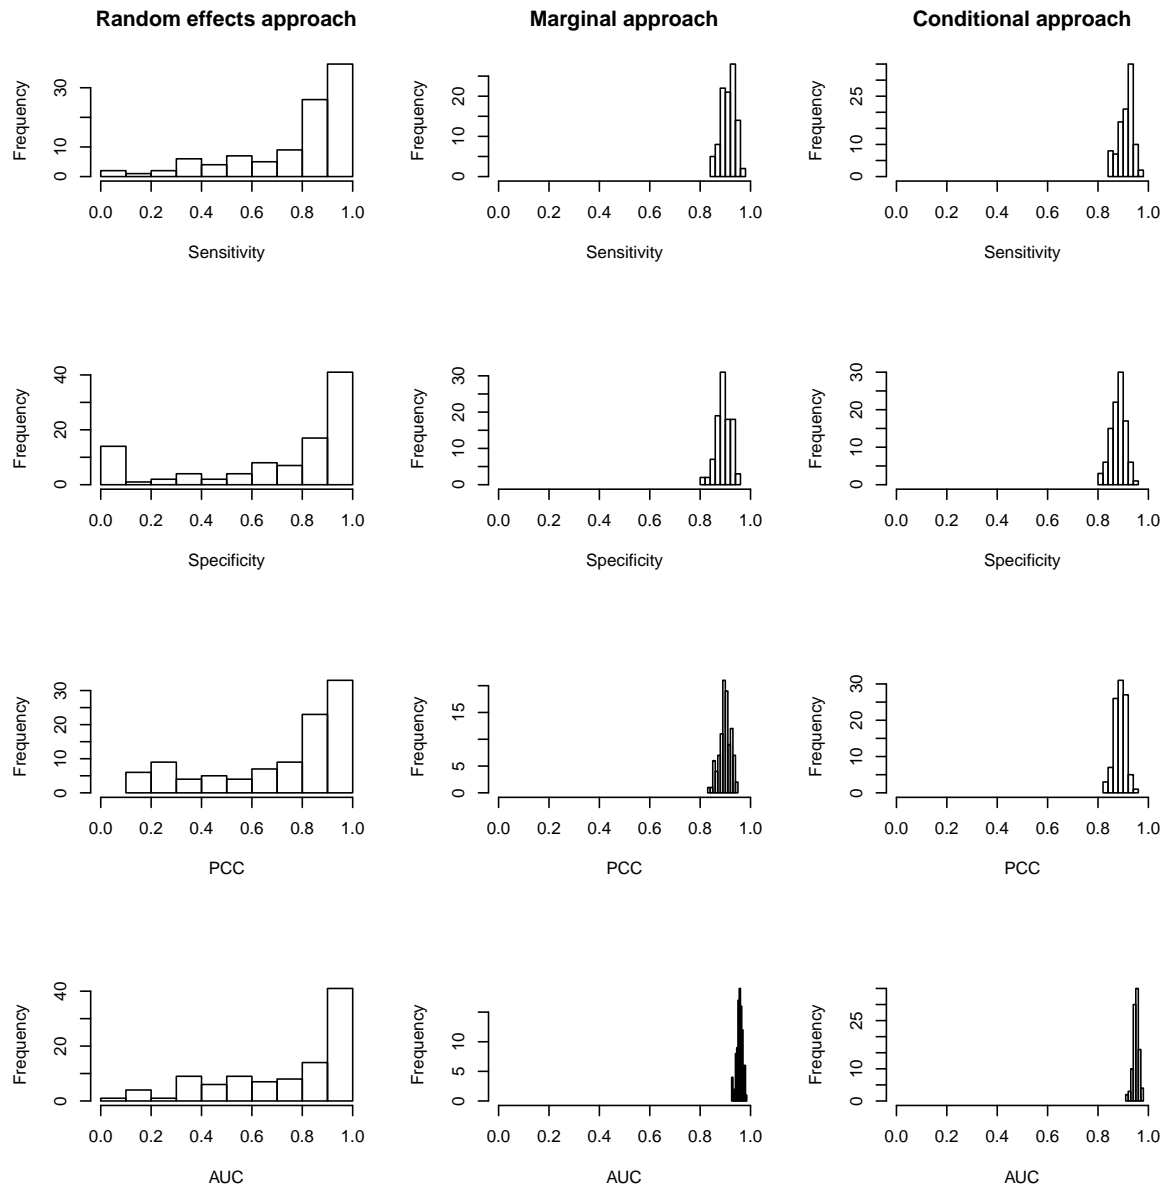 Random effects approach Marginal approach Conditional approach
Frequency
0 10 30
0.0 0.2 0.4 0.6 0.8 1.0
Sensitivity
Frequency
0 10 20
0.0 0.2 0.4 0.6 0.8 1.0
Sensitivity
Frequency
0 10 25
0.0 0.2 0.4 0.6 0.8 1.0
Sensitivity
Frequency
0 20 40
0.0 0.2 0.4 0.6 0.8 1.0
Specificity
Frequency
0 10 20 30
0.0 0.2 0.4 0.6 0.8 1.0
Specificity
Frequency
0 10 20 30
0.0 0.2 0.4 0.6 0.8 1.0
Specificity
Frequency
0 10 20 30
0.0 0.2 0.4 0.6 0.8 1.0
PCC
Frequency
0 5 15
0.0 0.2 0.4 0.6 0.8 1.0
PCC
Frequency
0 10 20 30
0.0 0.2 0.4 0.6 0.8 1.0
PCC
Frequency
0 20 40
0.0 0.2 0.4 0.6 0.8 1.0
AUC
Frequency
0 5 10
0.0 0.2 0.4 0.6 0.8 1.0
AUC
Frequency
0 10 25
0.0 0.2 0.4 0.6 0.8 1.0
AUC